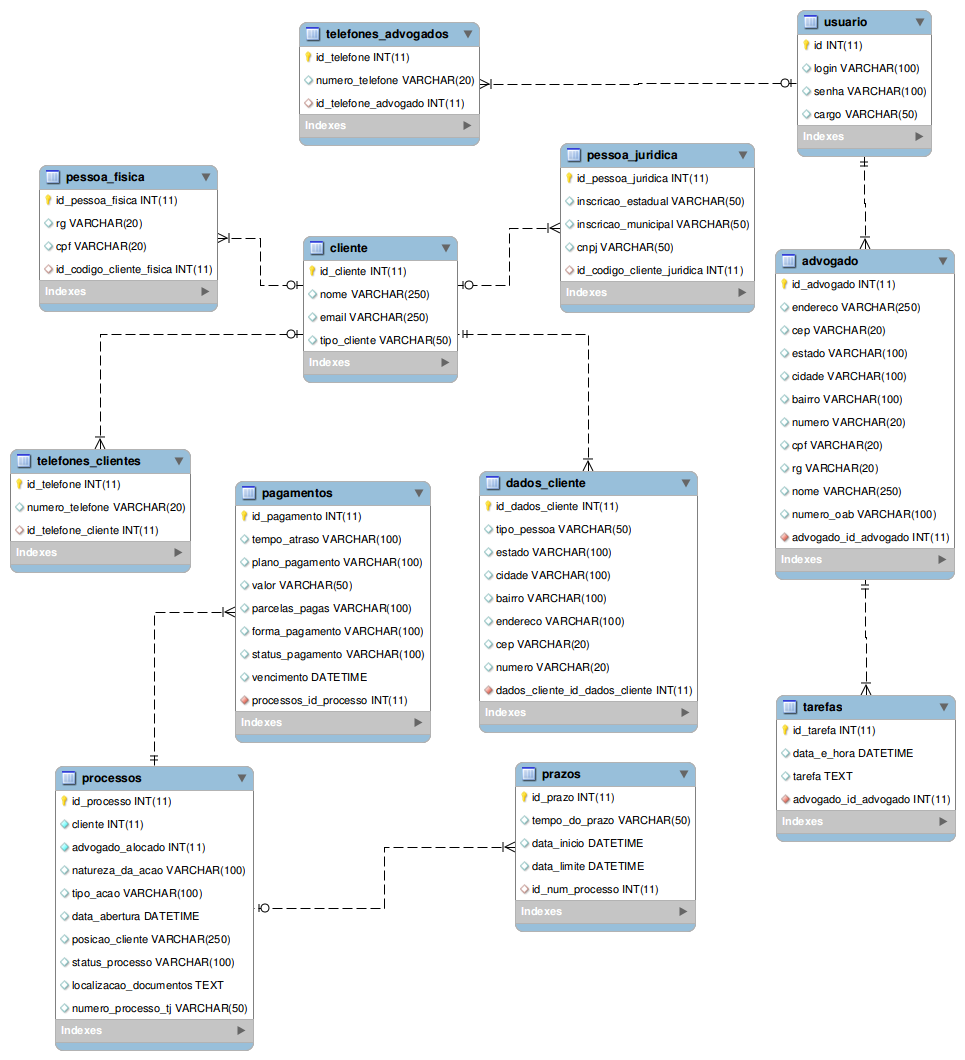 telefones_advogados
id_telefone INT(11)
numero_telefone VARCHAR(20)
id_telefone_advogado INT(11)
Indexes
usuario
id INT(11)
login VARCHAR(100)
senha VARCHAR(100)
cargo VARCHAR(50)
Indexes
pessoa_fisica
id_pessoa_fisica INT(11)
rg VARCHAR(20)
cpf VARCHAR(20)
id_codigo_cliente_fisica INT(11)
Indexes
cliente
id_cliente INT(11)
nome VARCHAR(250)
email VARCHAR(250)
tipo_cliente VARCHAR(50)
Indexes
pessoa_juridica
id_pessoa_juridica INT(11)
inscricao_estadual VARCHAR(50)
inscricao_municipal VARCHAR(50)
cnpj VARCHAR(50)
id_codigo_cliente_juridica INT(11)
Indexes
advogado
id_advogado INT(11)
endereco VARCHAR(250)
cep VARCHAR(20)
estado VARCHAR(100)
cidade VARCHAR(100)
bairro VARCHAR(100)
numero VARCHAR(20)
cpf VARCHAR(20)
rg VARCHAR(20)
nome VARCHAR(250)
numero_oab VARCHAR(100)
advogado_id_advogado INT(11)
Indexes
telefones_clientes
id_telefone INT(11)
numero_telefone VARCHAR(20)
id_telefone_cliente INT(11)
Indexes
pagamentos
id_pagamento INT(11)
tempo_atraso VARCHAR(100)
plano_pagamento VARCHAR(100)
valor VARCHAR(50)
parcelas_pagas VARCHAR(100)
forma_pagamento VARCHAR(100)
status_pagamento VARCHAR(100)
vencimento DATETIME
processos_id_processo INT(11)
Indexes
dados_cliente
id_dados_cliente INT(11)
tipo_pessoa VARCHAR(50)
estado VARCHAR(100)
cidade VARCHAR(100)
bairro VARCHAR(100)
endereco VARCHAR(100)
cep VARCHAR(20)
numero VARCHAR(20)
dados_cliente_id_dados_cliente INT(11)
Indexes
tarefas
id_tarefa INT(11)
data_e_hora DATETIME
tarefa TEXT
advogado_id_advogado INT(11)
Indexes
processos
id_processo INT(11)
cliente INT(11)
advogado_alocado INT(11)
natureza_da_acao VARCHAR(100)
tipo_acao VARCHAR(100)
data_abertura DATETIME
posicao_cliente VARCHAR(250)
status_processo VARCHAR(100)
localizacao_documentos TEXT
numero_processo_tj VARCHAR(50)
Indexes
prazos
id_prazo INT(11)
tempo_do_prazo VARCHAR(50)
data_inicio DATETIME
data_limite DATETIME
id_num_processo INT(11)
Indexes